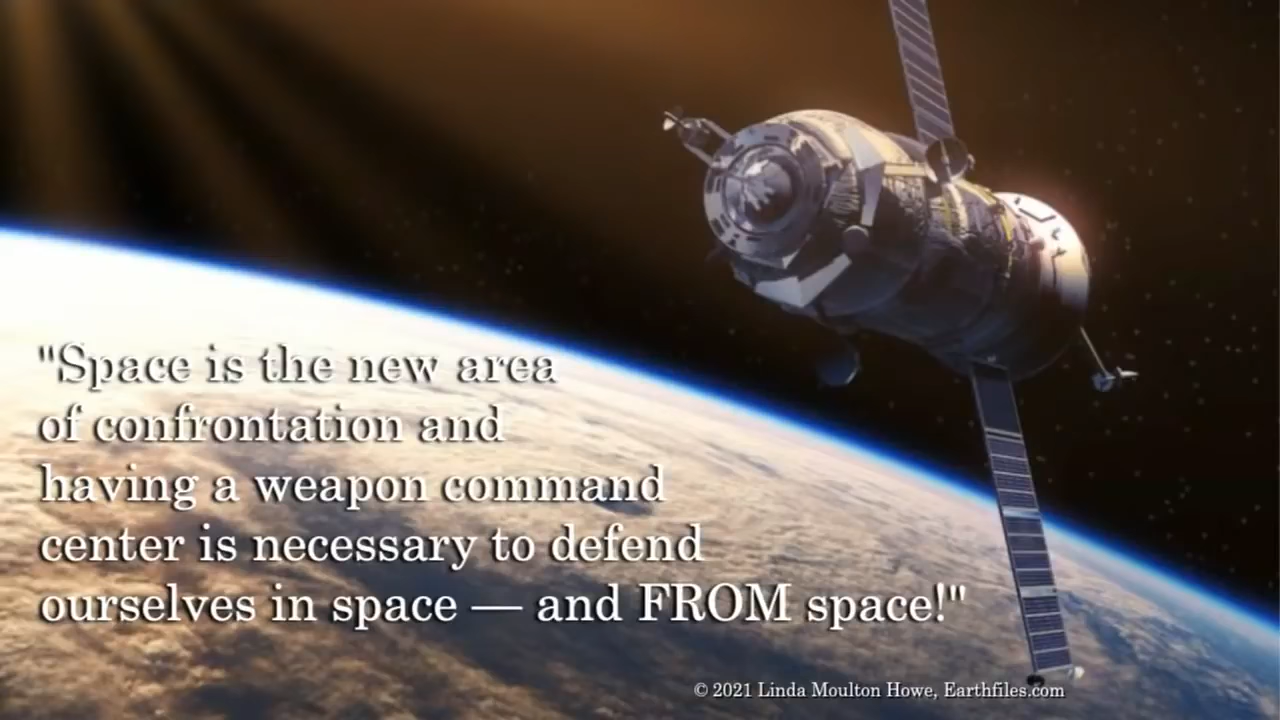 "Space is the new area
of confrontation and
having a weapon command
center is necessary to defend
ourselves in space — and FROM space!"
© 2021 Linda Moulton Howe, Earthfiles.com